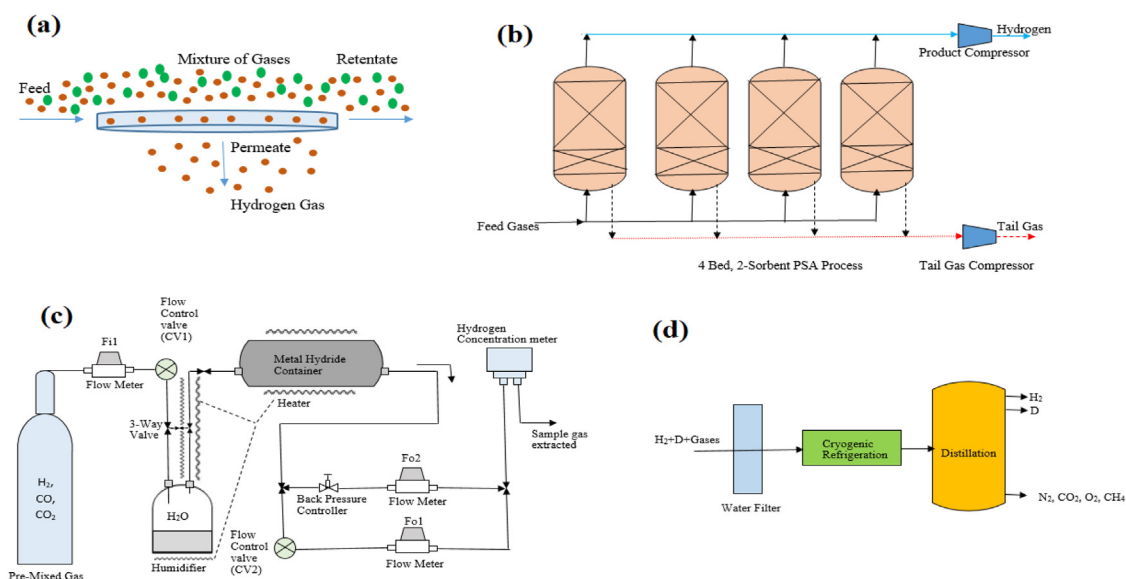 (a)
Mixture of Gases
Retentate
Feed
Permeate
Hydrogen Gas
(b)
Hydrogen
Product Compressor
Feed Gases
Tail Gas
4 Bed, 2-Sorbent PSA Process
Tail Gas Compressor
(c)
Flow
Control
valve
(CV1)
Fi1
Flow Meter
3-Way
Valve
H₂,
CO,
CO₂
Pre-Mixed Gas
H₂O
Humidifier
Metal Hydride
Container
Heater
Hydrogen
Concentration meter
Sample gas
extracted
Back Pressure
Controller
Fo2
Flow Meter
Fo1
Flow Meter
Flow
Control
valve
(CV2)
(d)
H₂+D+Gases
Water Filter
Cryogenic
Refrigeration
Distillation
H₂
D
N₂, CO₂, O₂, CH₄